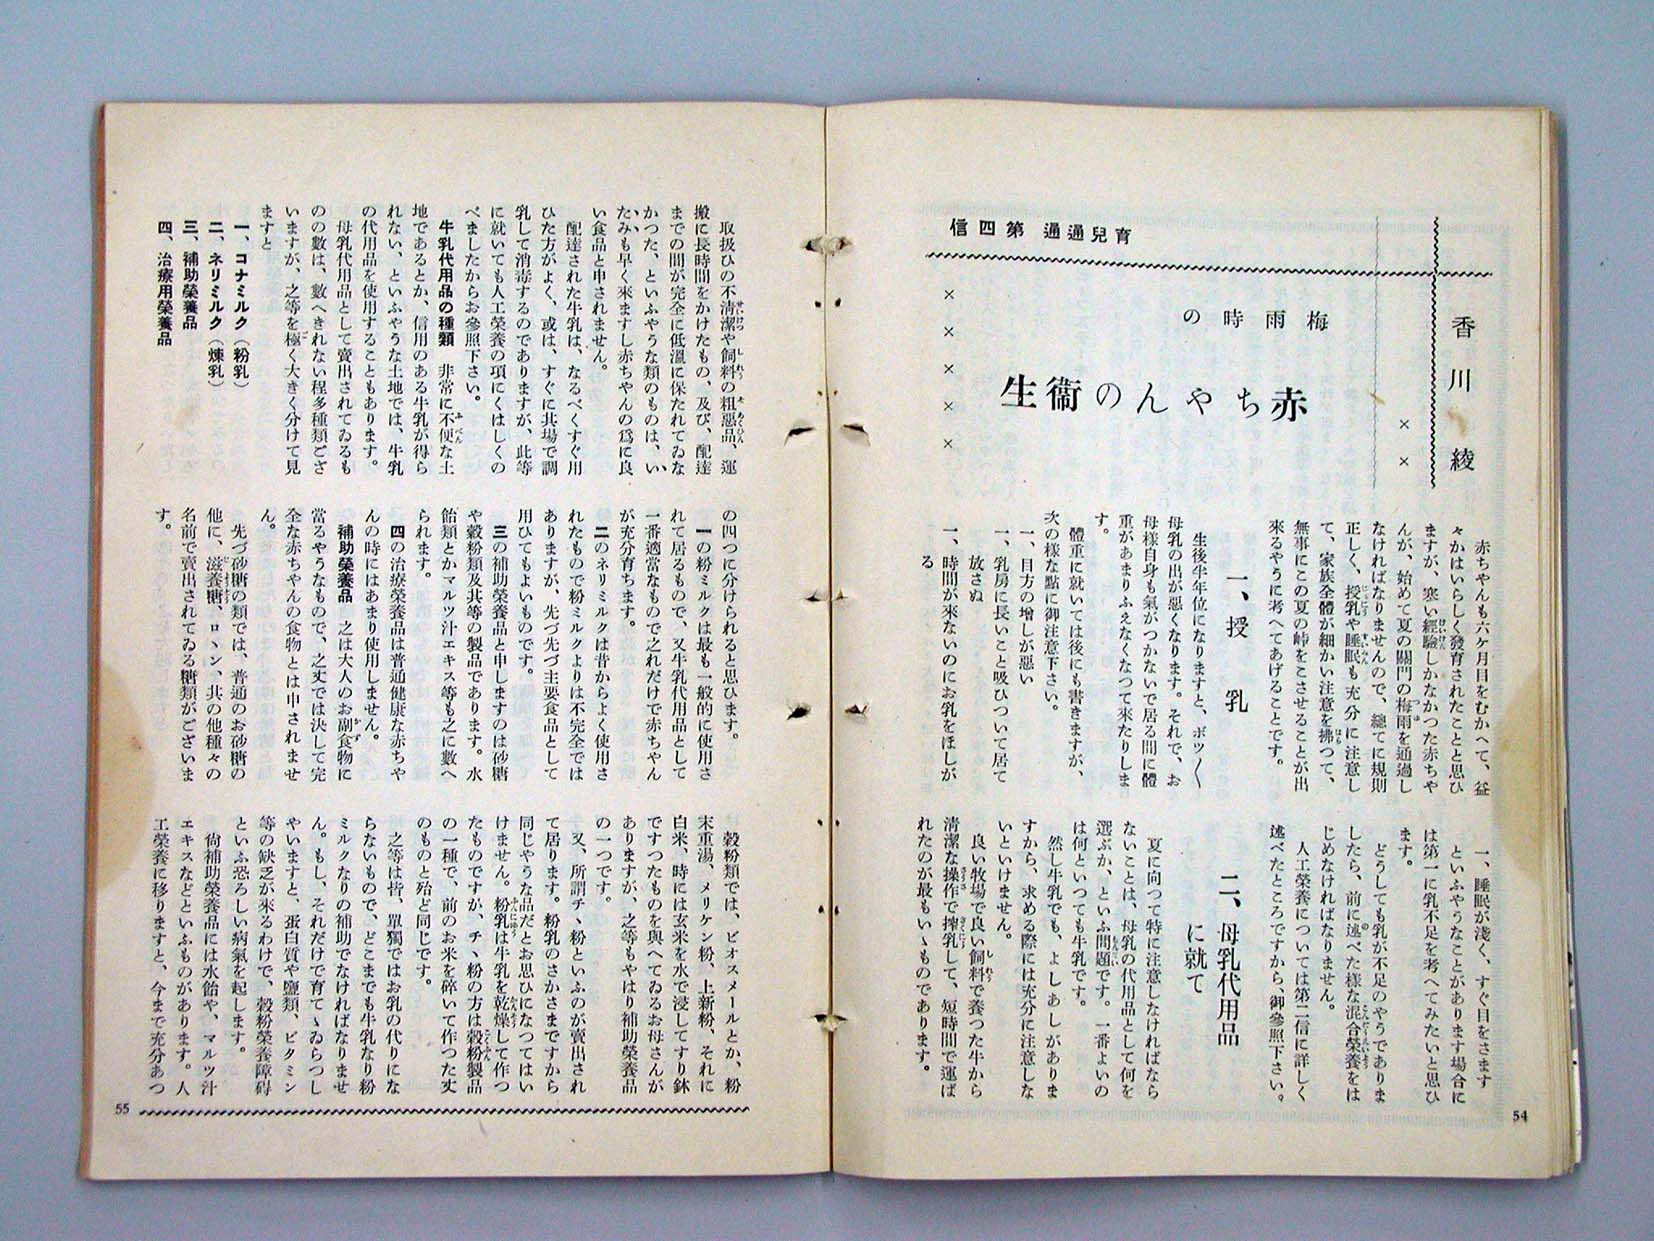 育兒通通 第四信
香川綾
梅雨時の
赤ちやんの衞生
赤ちやんも六ケ月目をむかへて、益
々かはいらしく發育されたことと思ひ
ますが、寒い經驗しかなかつた赤ちや
んが、始めて夏の關門の梅雨を通過し
なければなりませんので、總てに規則
正しく、授乳や睡眠も充分に注意し
て、家族全體が細かい注意を拂つて、
無事にこの夏の峠をこさせることが出
來るやうに考へてあげることです。
一、授乳
生後半年位になりますと、ボツ〳〵
母乳の出が惡くなります。それで、お
母樣自身も氣がつかないで居る間に體
重があまりふえなくなつて來たりしま
す。
體重に就いては後にも書きますが、
次の樣な點に御注意下さい。
一、目方の增しが惡い
一、乳房に長いこと吸ひついて居て
放さぬ
一、時間が來ないのにお乳をほしが
る
一、睡眠が淺く、すぐ目をさます
といふやうなことがあります場合に
は第一に乳不足を考へてみたいと思ひ
ます。
どうしても乳が不足のやうでありま
したら、前に述べた樣な混合榮養をは
じめなければなりません。
人工榮養については第二信に詳しく
述べたところですから、御參照下さい。
二、母乳代用品
に就て
夏に向つて特に注意しなければなら
ないことは、母乳の代用品として何を
選ぶか、といふ問題です。一番よいの
は何といつても牛乳です。
然し牛乳でも、よしあしがありま
すから、求める際には充分に注意しな
いといけません。
良い牧場で良い飼料で養つた牛から
淸潔な操作で搾乳して、短時間で運ば
れたのが最もいゝものであります。
54
取扱ひの不淸潔や飼料の粗惡品、運
搬に長時間をかけたもの、及び、配達
までの間が完全に低溫に保たれてゐな
かつた、といふやうな類のものは、い
たみも早く來ますし赤ちやんの爲に良
い食品と申されません。
配達された牛乳は、なるべくすぐ用
ひた方がよく、或は、すぐに其場で調
乳して消毒するのでありますが、此等
に就いても人工榮養の項にくはしくの
べましたからお參照下さい。
牛乳代用品の種類 非常に不便な土
地であるとか、信用のある牛乳が得ら
れない、といふやうな土地では、牛乳
の代用品を使用することもあります。
母乳代用品として賣出されてゐるも
のの數は、數へきれない程多種類ござ
いますが、之等を極く大きく分けて見
ますと
一、コナミルク（粉乳）
二、ネリミルク（煉乳）
三、補助榮養品
四、治療用榮養品
の四つに分けられると思ひます。
一の粉ミルクは最も一般的に使用さ
れて居るもので、又牛乳代用品として
一番適當なもので之れだけで赤ちやん
が充分育ちます。
二のネリミルクは昔からよく使用さ
れたもので粉ミルクよりは不完全では
ありますが、先づ先づ主要食品として
用ひてもよいものです。
三の補助榮養品と申しますのは砂糖
や穀粉類及其等の製品であります。水
飴類とかマルツ汁エキス等も之に數へ
られます。
四の治療榮養品は普通健康な赤ちや
んの時にはあまり使用しません。
補助榮養品 之は大人のお副食物に
當るやうなもので、之丈では決して完
全な赤ちやんの食物とは申されませ
ん。
先づ砂糖の類では、普通のお砂糖の
他に、滋養糖、ロヽン、其の他種々の
名前で賣出されてゐる糖類がございま
す。
穀粉類では、ビオスメールとか、粉
末重湯、メリケン粉、上新粉、それに
白米、時には玄米を水で浸してすり鉢
ですつたものを與へてゐるお母さんが
ありますが、之等もやはり補助榮養品
の一つです。
又、所謂チヽ粉といふのが賣出され
て居ります。粉乳のさかさまですから
同じやうな品だとお思ひになつてはい
けません。粉乳は牛乳を乾燥して作つ
たものですが、チヽ粉の方は穀粉製品
の一種で、前のお米を碎いて作つた丈
のものと殆ど同じです。
之等は皆、單獨ではお乳の代りにな
らないもので、どこまでも牛乳なり粉
ミルクなりの補助でなければなりませ
ん。もし、それだけで育てゝゐらつし
やいますと、蛋白質や鹽類、ビタミン
等の缺乏が來るわけで、穀粉榮養障碍
といふ恐ろしい病氣を起します。
尙補助榮養品には水飴や、マルツ汁
エキスなどといふものがあります。人
工榮養に移りますと、今まで充分あつ
55